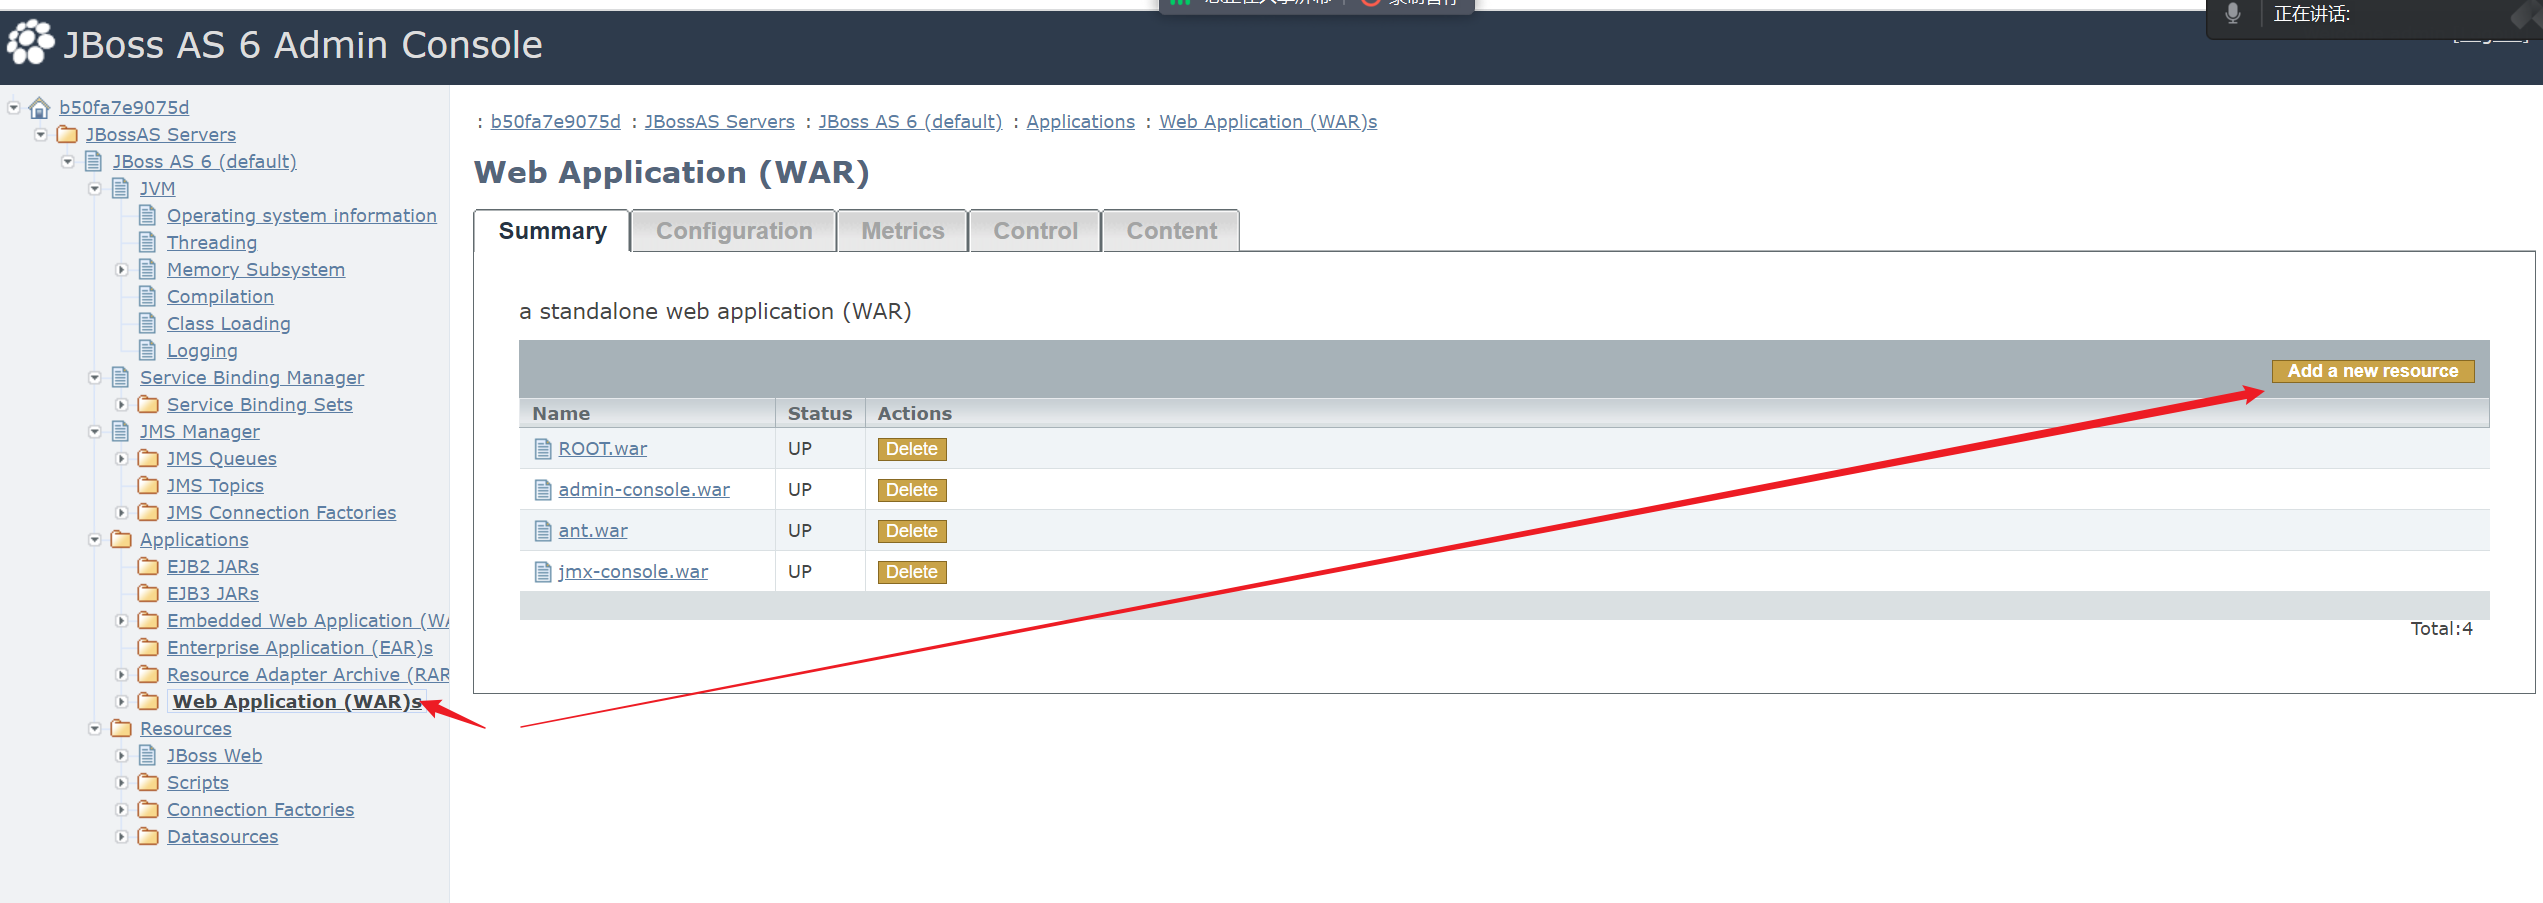 正在讲话:
JBoss AS 6 Admin Console
b50fa7e9075d
JBossAS Servers
JBoss AS 6 (default)
JVM
Operating system information
Threading
Memory Subsystem
Compilation
Class Loading
Logging
Service Binding Manager
Service Binding Sets
JMS Manager
JMS Queues
JMS Topics
JMS Connection Factories
Applications
EJB2 JARs
EJB3 JARs
Embedded Web Application (WA
Enterprise Application (EAR)s
Resource Adapter Archive (RAR
Web Application (WAR)s
Resources
JBoss Web
Scripts
Connection Factories
Datasources
: b50fa7e9075d : JBossAS Servers : JBoss AS 6 (default) : Applications : Web Application (WAR)s
Web Application (WAR)
Summary Configuration Metrics Control Content
a standalone web application (WAR)
Add a new resource
Name Status Actions
ROOT.war UP Delete
admin-console.war UP Delete
ant.war UP Delete
jmx-console.war UP Delete
Total:4